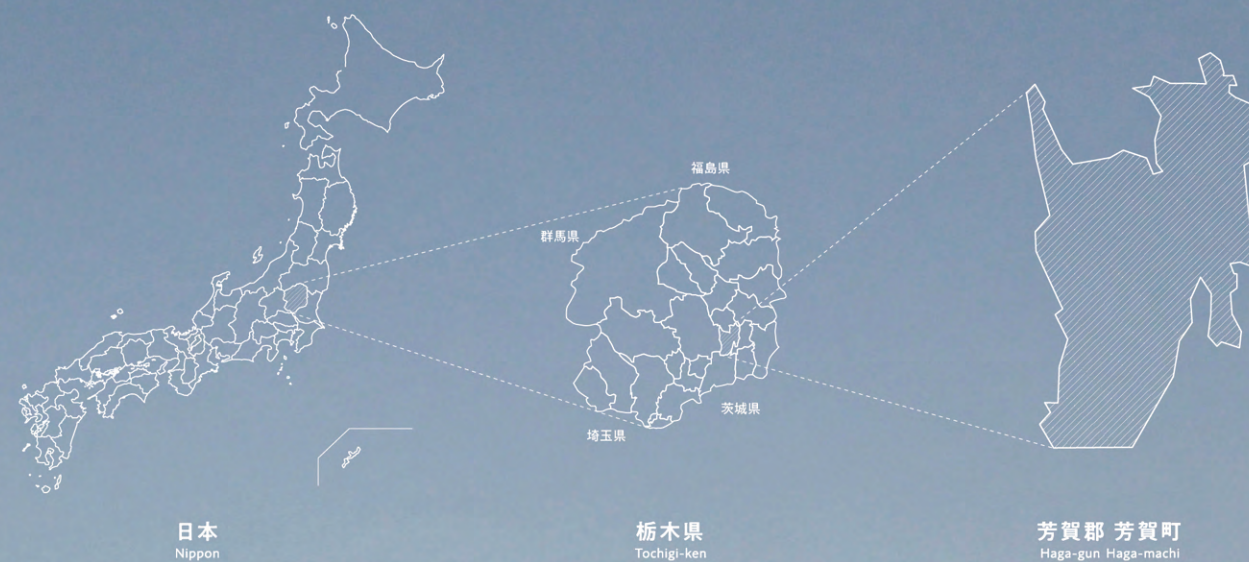 福島県
群馬県
茨城県
埼玉県
日本
Nippon
栃木県
Tochigi-ken
芳賀郡 芳賀町
Haga-gun Haga-machi